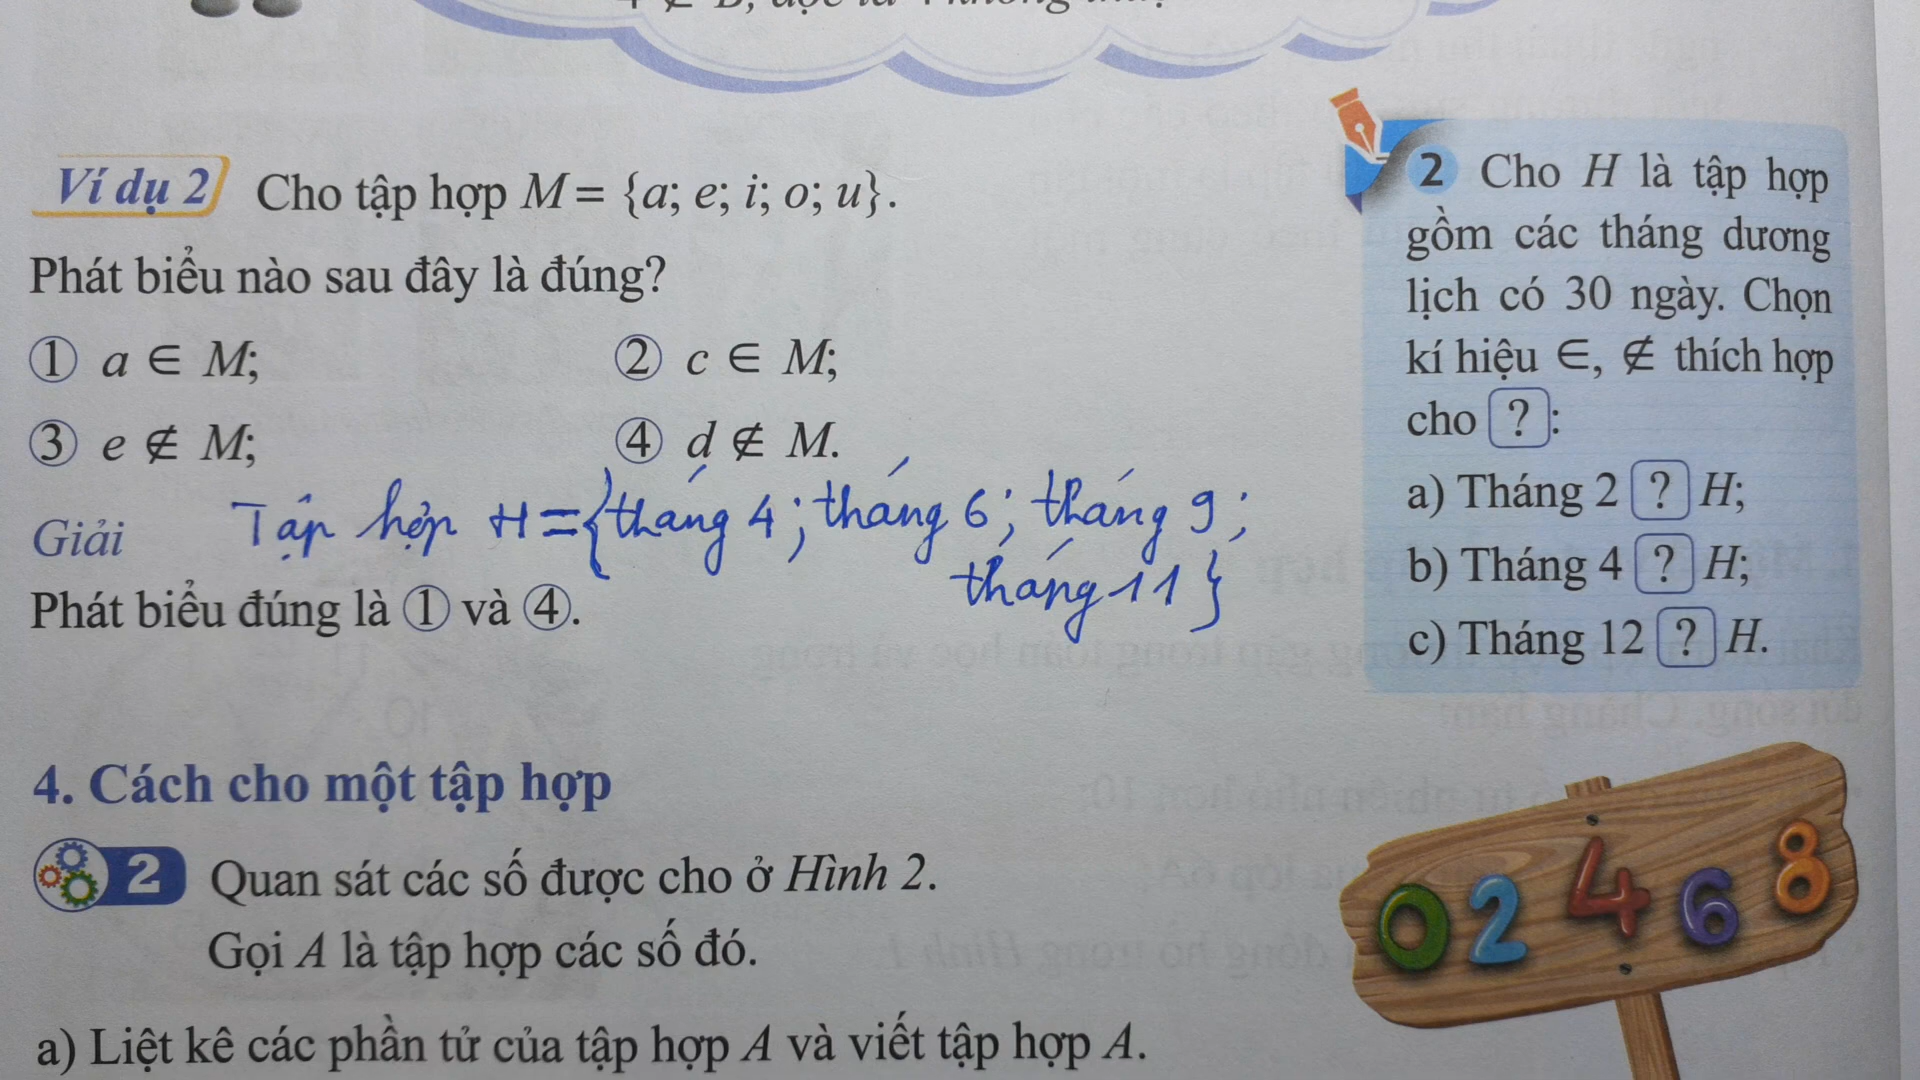 Ví dụ 2 Cho tập hợp M = {a; e; i; o; u}.
Phát biểu nào sau đây là đúng?
① a ∈ M; ② c ∈ M;
③ e ∉ M; ④ d ∉ M.
Giải
Tập hợp H = {tháng 4; tháng 6; tháng 9;
tháng 11}
Phát biểu đúng là ① và ④.
2 Cho H là tập hợp
gồm các tháng dương
lịch có 30 ngày. Chọn
kí hiệu ∈, ∉ thích hợp
cho ? :
a) Tháng 2 ? H;
b) Tháng 4 ? H;
c) Tháng 12 ? H.
4. Cách cho một tập hợp
2 Quan sát các số được cho ở Hình 2.
Gọi A là tập hợp các số đó.
a) Liệt kê các phần tử của tập hợp A và viết tập hợp A.
0 2 4 6 8